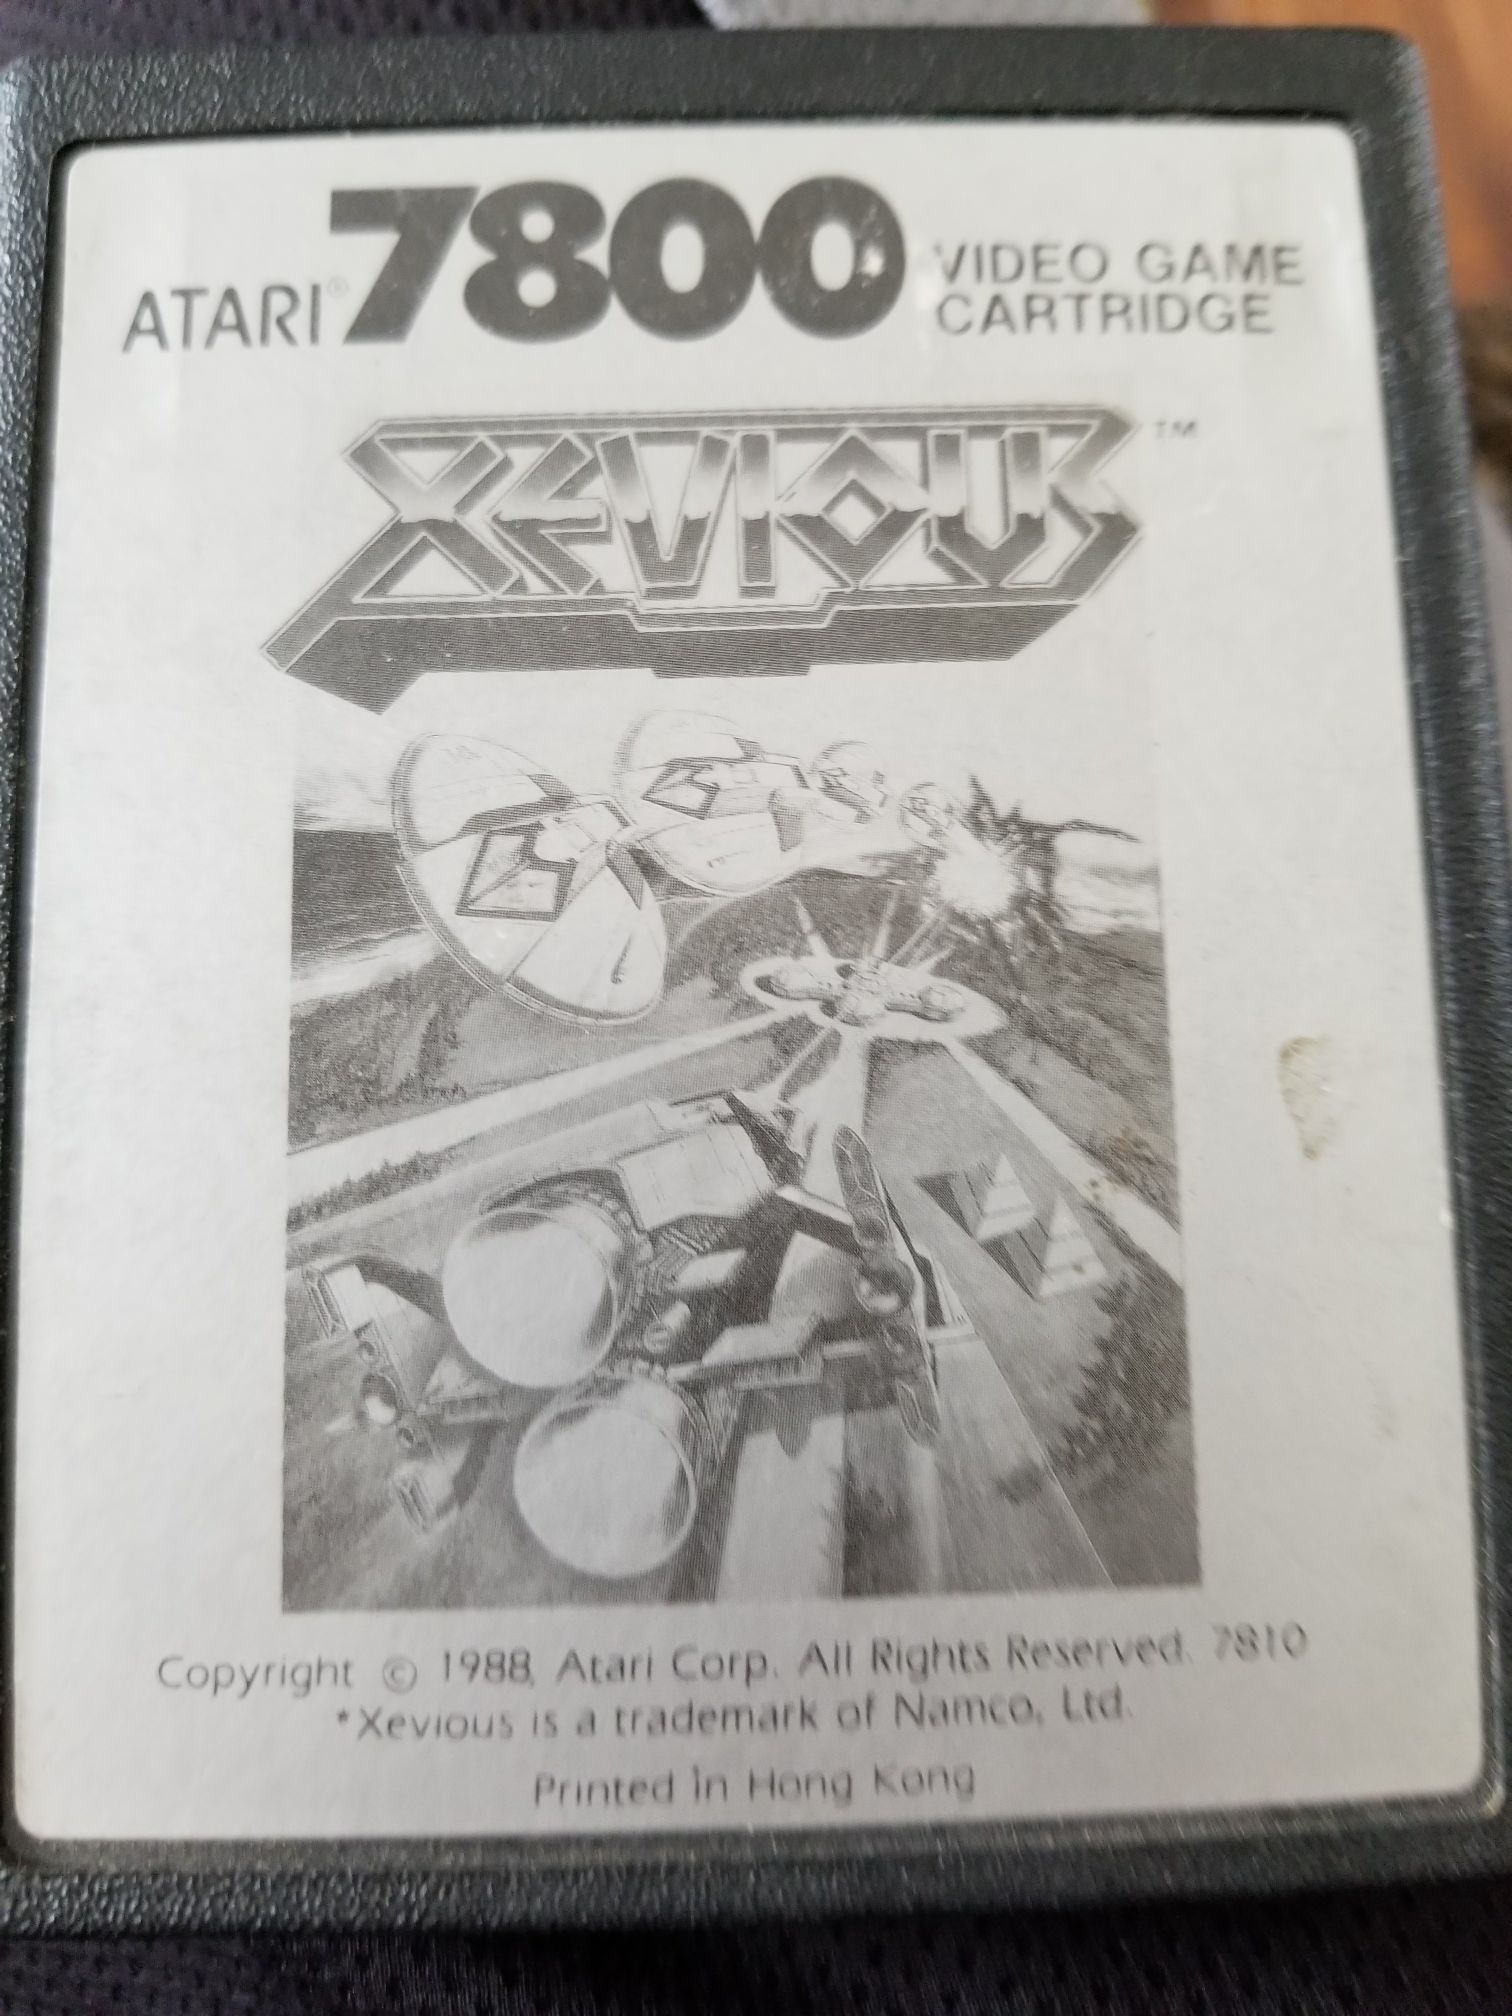 ATARI® 7800 VIDEO GAME
CARTRIDGE
XEVIOUS™
Copyright © 1988, Atari Corp. All Rights Reserved. 7810
*Xevious is a trademark of Namco, Ltd.
Printed in Hong Kong